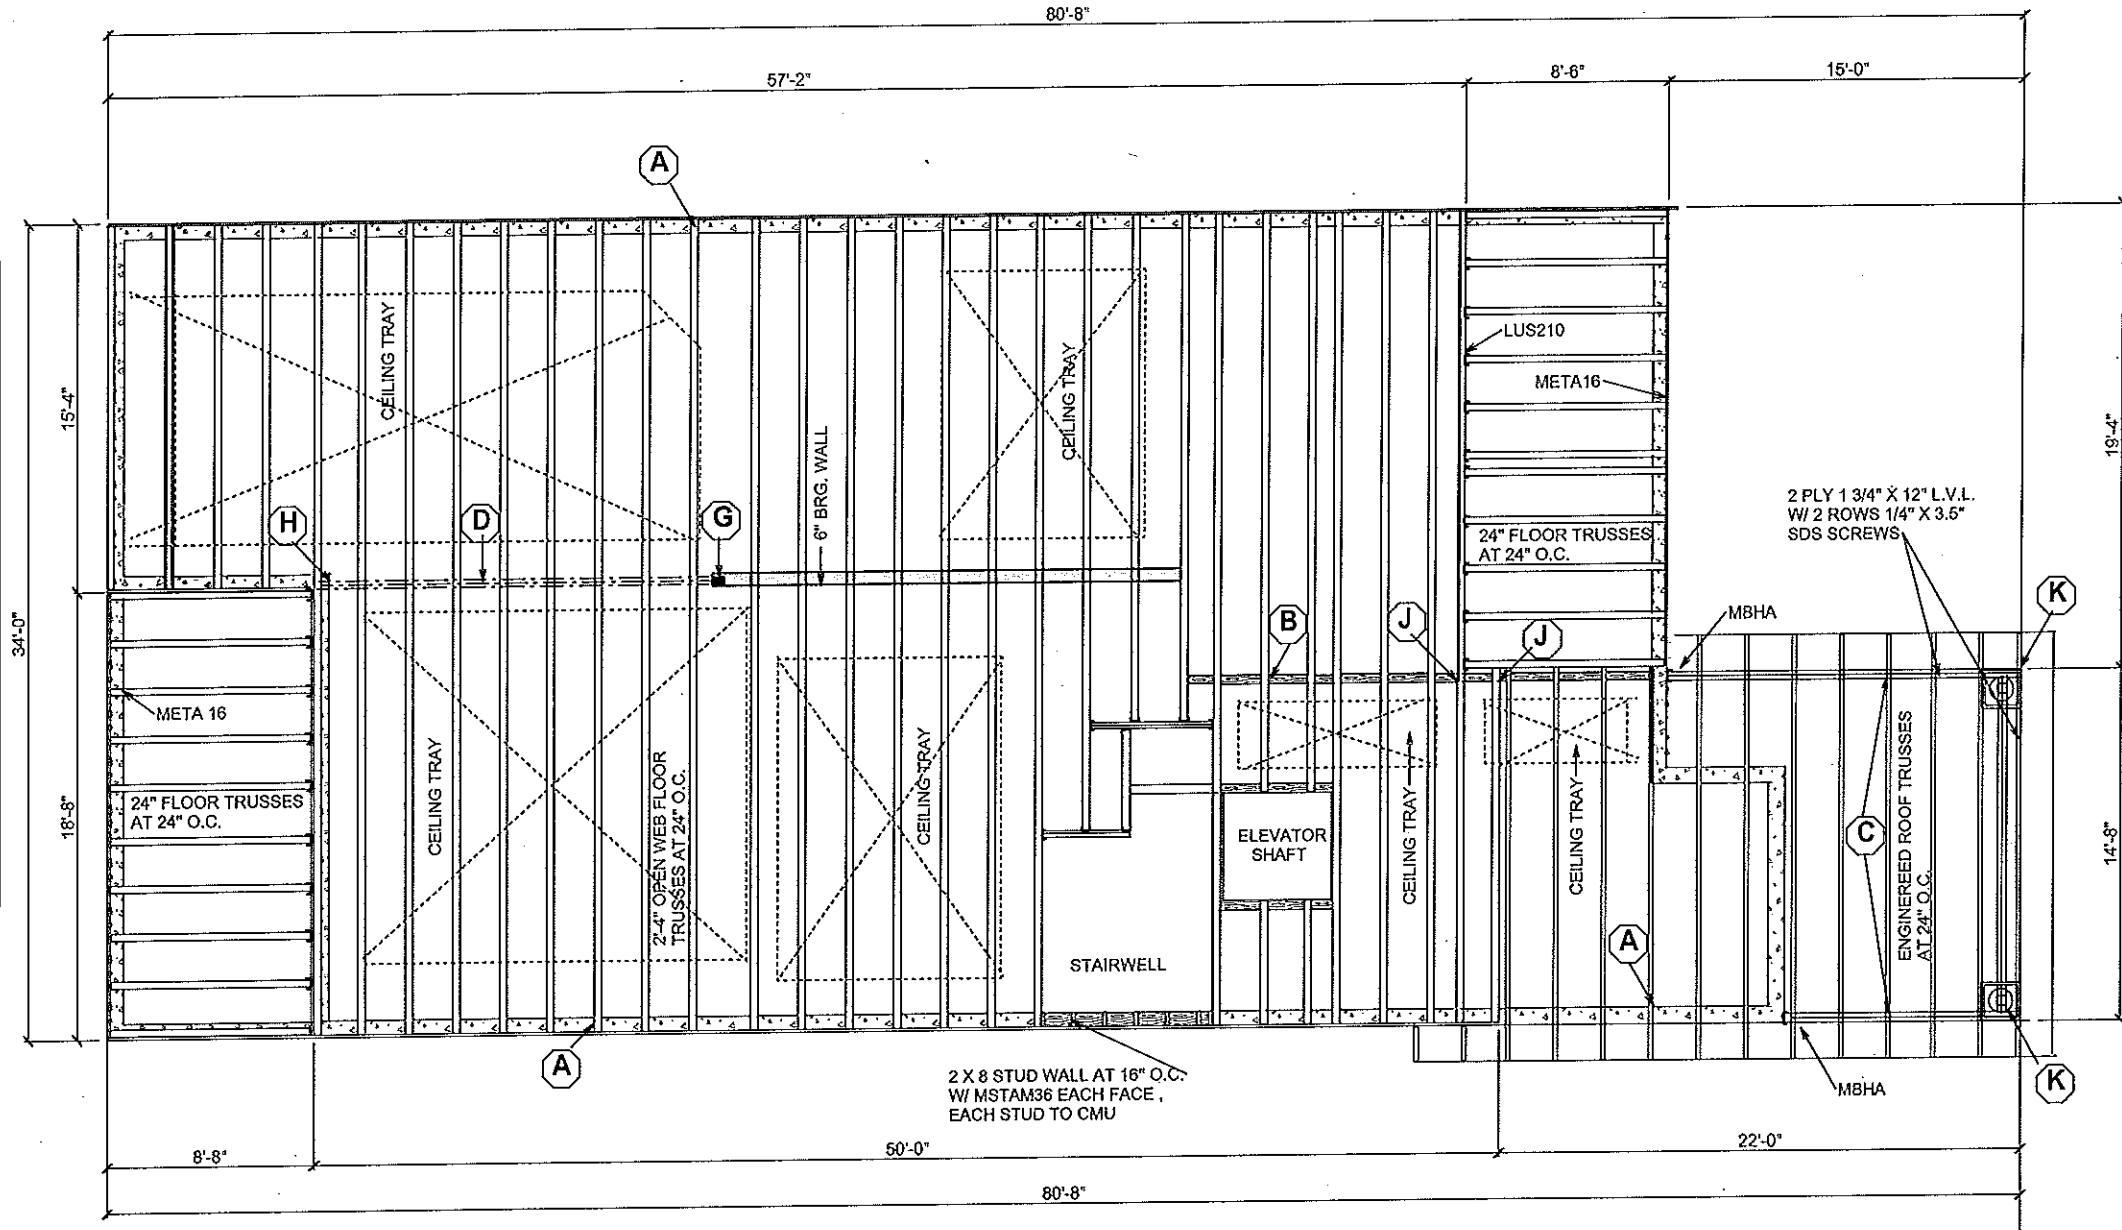 80'-8"
57'-2"
8'-6"
15'-0"
A
34'-0"
15'-4"
18'-8"
19'-4"
14'-8"
CEILING TRAY
CEILING TRAY
LUS210
META16
6" BRG. WALL
H
D
G
24" FLOOR TRUSSES
AT 24" O.C.
2 PLY 1 3/4" X 12" L.V.L.
W/ 2 ROWS 1/4" X 3.5"
SDS SCREWS
K
B
J
J
M8HA
META 16
24" FLOOR TRUSSES
AT 24" O.C.
CEILING TRAY
2'-4" OPEN WEB FLOOR
TRUSSES AT 24" O.C.
CEILING TRAY
ELEVATOR
SHAFT
CEILING TRAY
CEILING TRAY
C
ENGINEERED ROOF TRUSSES
AT 24" O.C.
A
STAIRWELL
A
2 X 8 STUD WALL AT 16" O.C.
W/ MSTAM36 EACH FACE ,
EACH STUD TO CMU
M8HA
K
8'-8"
50'-0"
22'-0"
80'-8"